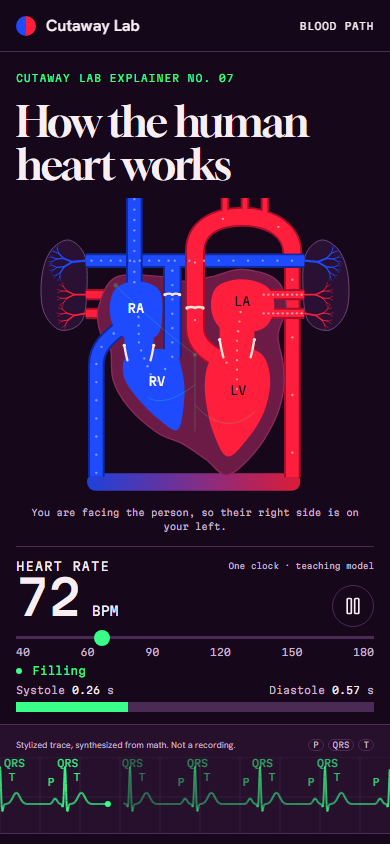 Cutaway Lab
BLOOD PATH
CUTAWAY LAB EXPLAINER NO. 07
How the human
heart works
RA
LA
RV
LV
You are facing the person, so their right side is on
your left.
HEART RATE
One clock · teaching model
72 BPM
40 60 90 120 150 180
Filling
Systole 0.26 s
Diastole 0.57 s
Stylized trace, synthesized from math. Not a recording.
P QRS T
QRS QRS QRS QRS QRS QRS
T P T T P T P T P T P